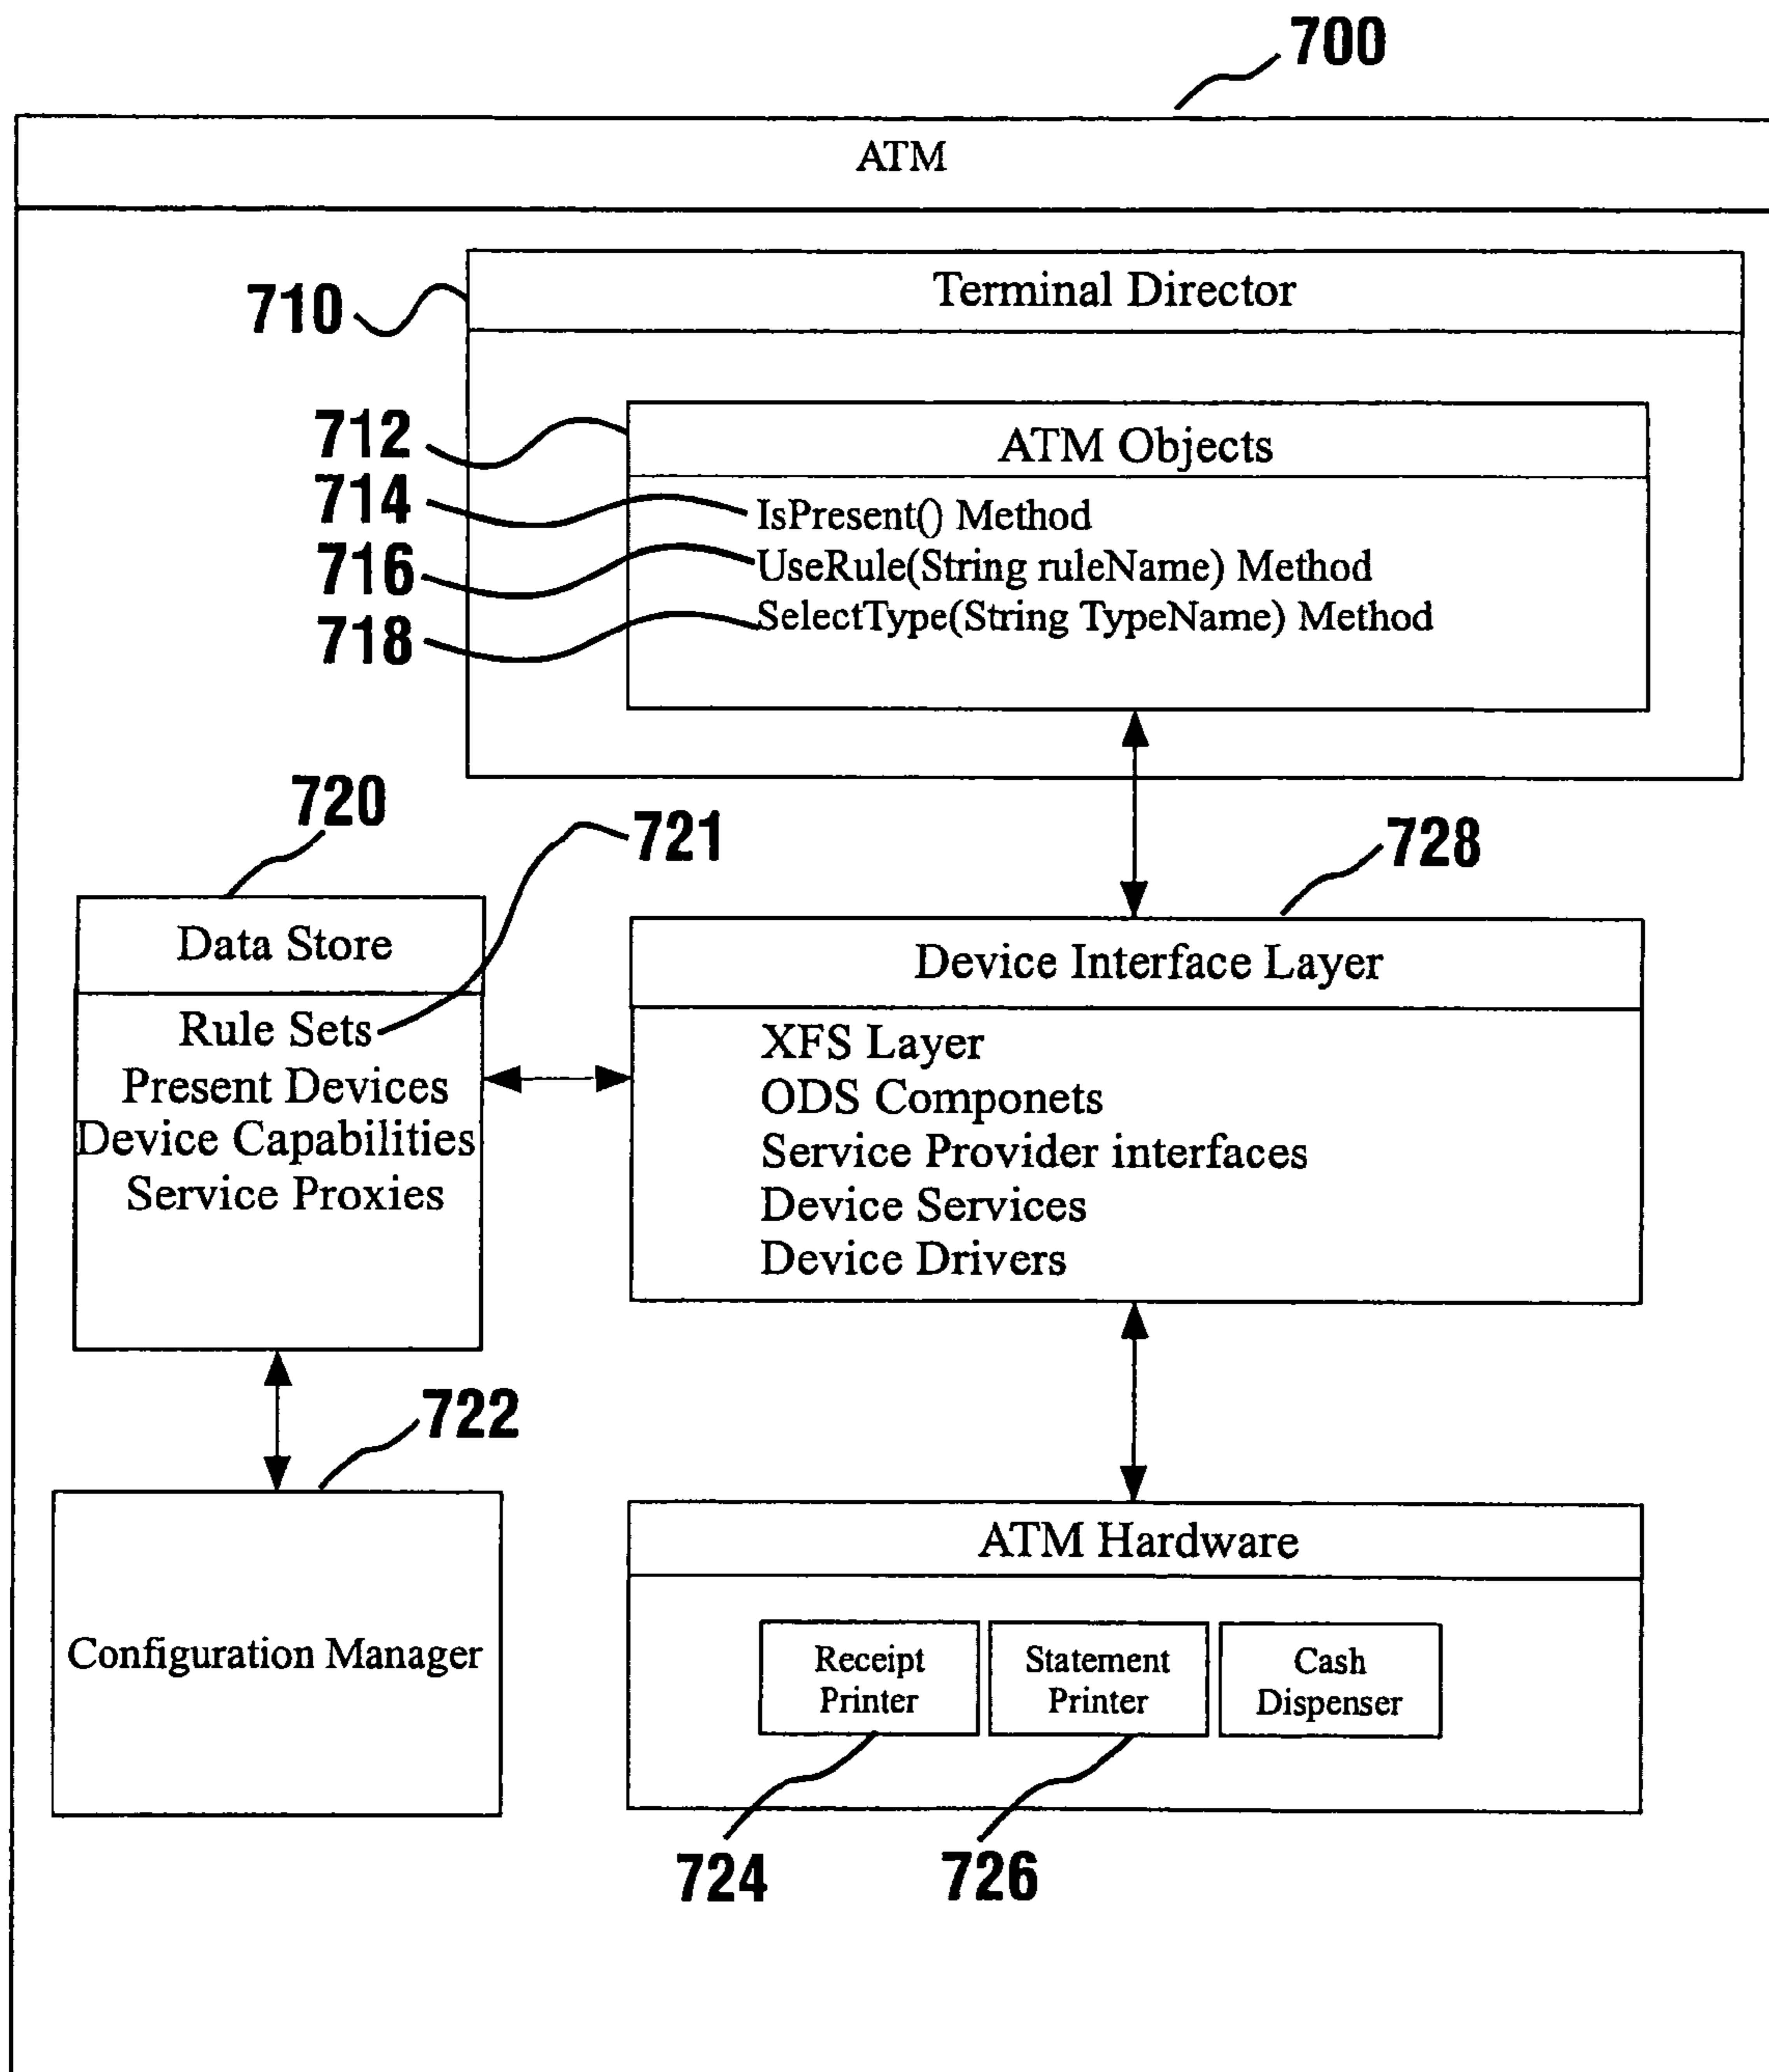 700
ATM
710
Terminal Director
712
ATM Objects
714
IsPresent() Method
716
UseRule(String ruleName) Method
718
SelectType(String TypeName) Method
720
721
728
Data Store
Rule Sets
Present Devices
Device Capabilities
Service Proxies
Device Interface Layer
XFS Layer
ODS Componets
Service Provider interfaces
Device Services
Device Drivers
722
Configuration Manager
ATM Hardware
Receipt
Printer
Statement
Printer
Cash
Dispenser
724
726